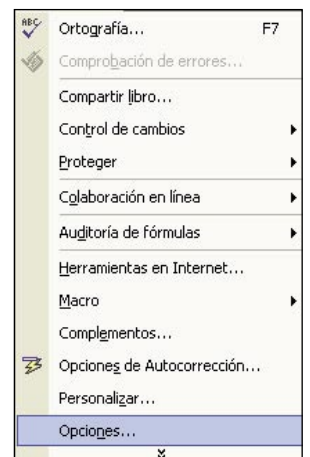 ABC
Ortografía... F7
Comprobación de errores...
Compartir libro...
Control de cambios
Proteger
Colaboración en línea
Auditoría de fórmulas
Herramientas en Internet...
Macro
Complementos...
Opciones de Autocorrección...
Personalizar...
Opciones...